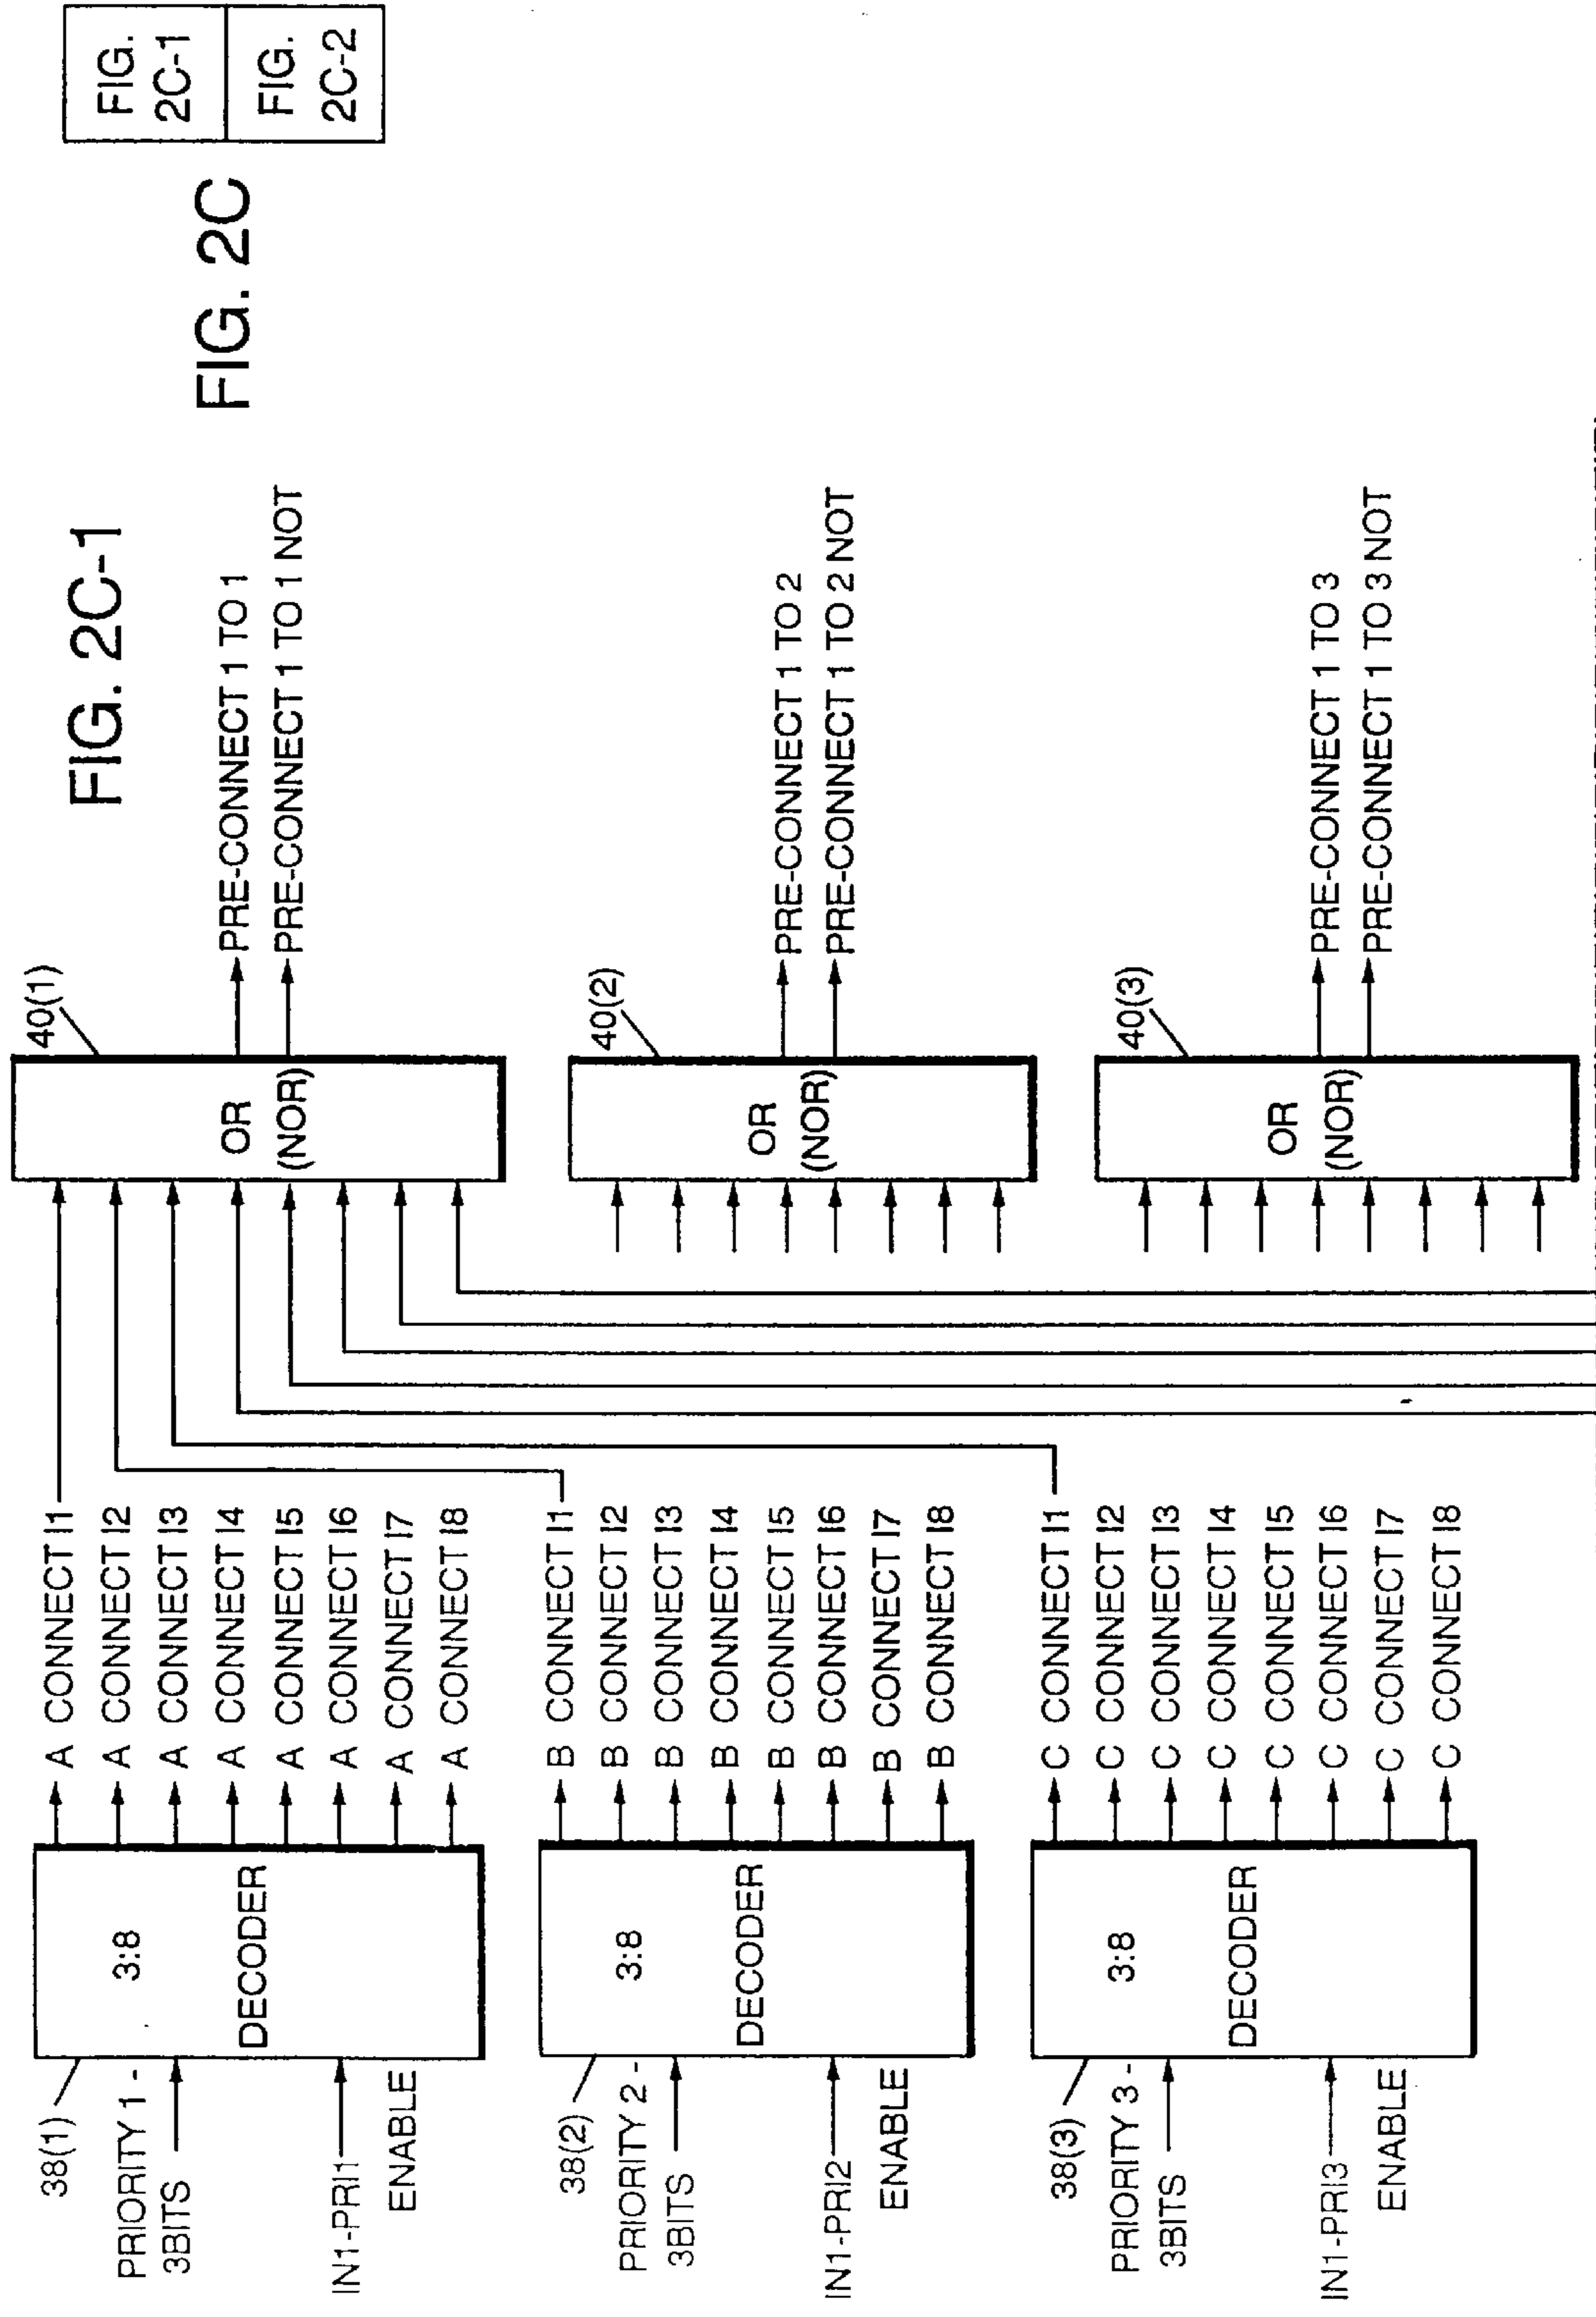 FIG. 2C-1
FIG. 2C
FIG.
2C-1
FIG.
2C-2
38(1)
PRIORITY 1 -
3BITS
IN1-PRI1
ENABLE
3:8
DECODER
A CONNECT I1
A CONNECT I2
A CONNECT I3
A CONNECT I4
A CONNECT I5
A CONNECT I6
A CONNECT I7
A CONNECT I8
40(1)
OR
(NOR)
PRE-CONNECT 1 TO 1
PRE-CONNECT 1 TO 1 NOT
38(2)
PRIORITY 2 -
3BITS
IN1-PRI2
ENABLE
3:8
DECODER
B CONNECT I1
B CONNECT I2
B CONNECT I3
B CONNECT I4
B CONNECT I5
B CONNECT I6
B CONNECT I7
B CONNECT I8
40(2)
OR
(NOR)
PRE-CONNECT 1 TO 2
PRE-CONNECT 1 TO 2 NOT
38(3)
PRIORITY 3 -
3BITS
IN1-PRI3
ENABLE
3:8
DECODER
C CONNECT I1
C CONNECT I2
C CONNECT I3
C CONNECT I4
C CONNECT I5
C CONNECT I6
C CONNECT I7
C CONNECT I8
40(3)
OR
(NOR)
PRE-CONNECT 1 TO 3
PRE-CONNECT 1 TO 3 NOT